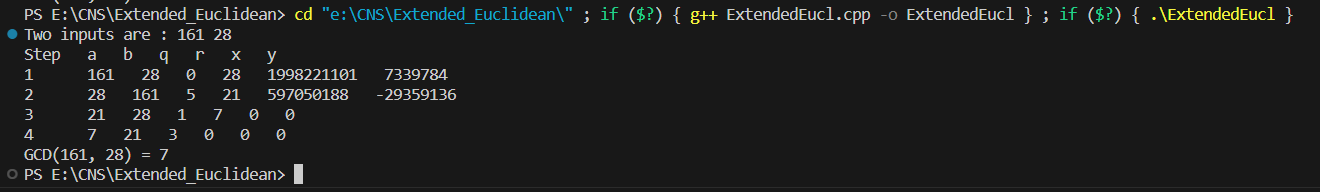 PS E:\CNS\Extended_Euclidean> cd "e:\CNS\Extended_Euclidean\" ; if ($?) { g++ ExtendedEucl.cpp -o ExtendedEucl } ; if ($?) { .\ExtendedEucl }
Two inputs are : 161 28
Step a b q r x y
1 161 28 0 28 1998221101 7339784
2 28 161 5 21 597050188 -29359136
3 21 28 1 7 0 0
4 7 21 3 0 0 0
GCD(161, 28) = 7
PS E:\CNS\Extended_Euclidean>